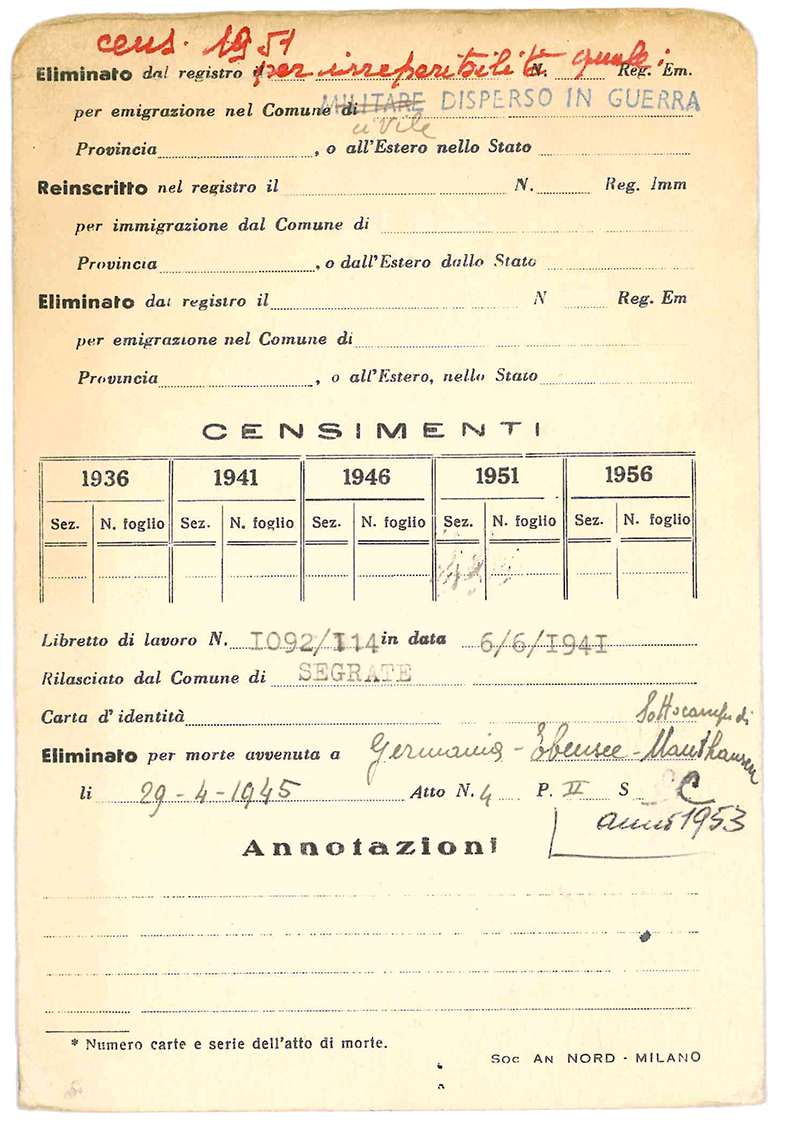 cens. 1951
Eliminato dal registro il per irreperibilità quale: N. Reg. Em.
per emigrazione nel Comune di MILITARE DISPERSO IN GUERRA
civile
Provincia , o all'Estero nello Stato
Reinscritto nel registro il N. Reg. Imm
per immigrazione dal Comune di
Provincia , o dall'Estero dallo Stato
Eliminato dal registro il N Reg. Em
per emigrazione nel Comune di
Provincia , o all'Estero, nello Stato
CENSIMENTI
1936 1941 1946 1951 1956
Sez. N. foglio Sez. N. foglio Sez. N. foglio Sez. N. foglio Sez. N. foglio
Libretto di lavoro N. I092/I14 in data 6/6/I94I
Rilasciato dal Comune di SEGRATE
Carta d'identità
Sottocampo di
Eliminato per morte avvenuta a Germania - Ebensee - Mauthausen
li 29-4-1945 Atto N. 4 P. II S C
anno 1953
Annotazioni
* Numero carte e serie dell'atto di morte.
Soc AN NORD - MILANO